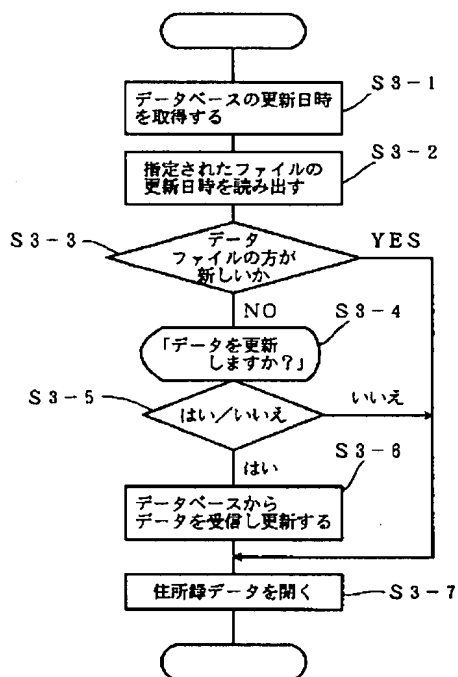 S3-1
データベースの更新日時
を取得する
S3-2
指定されたファイルの
更新日時を読み出す
S3-3
データ
ファイルの方が
新しいか
YES
NO
S3-4
「データを更新
しますか?」
S3-5
はい/いいえ
いいえ
はい
S3-6
データベースから
データを受信し更新する
住所録データを開く
S3-7